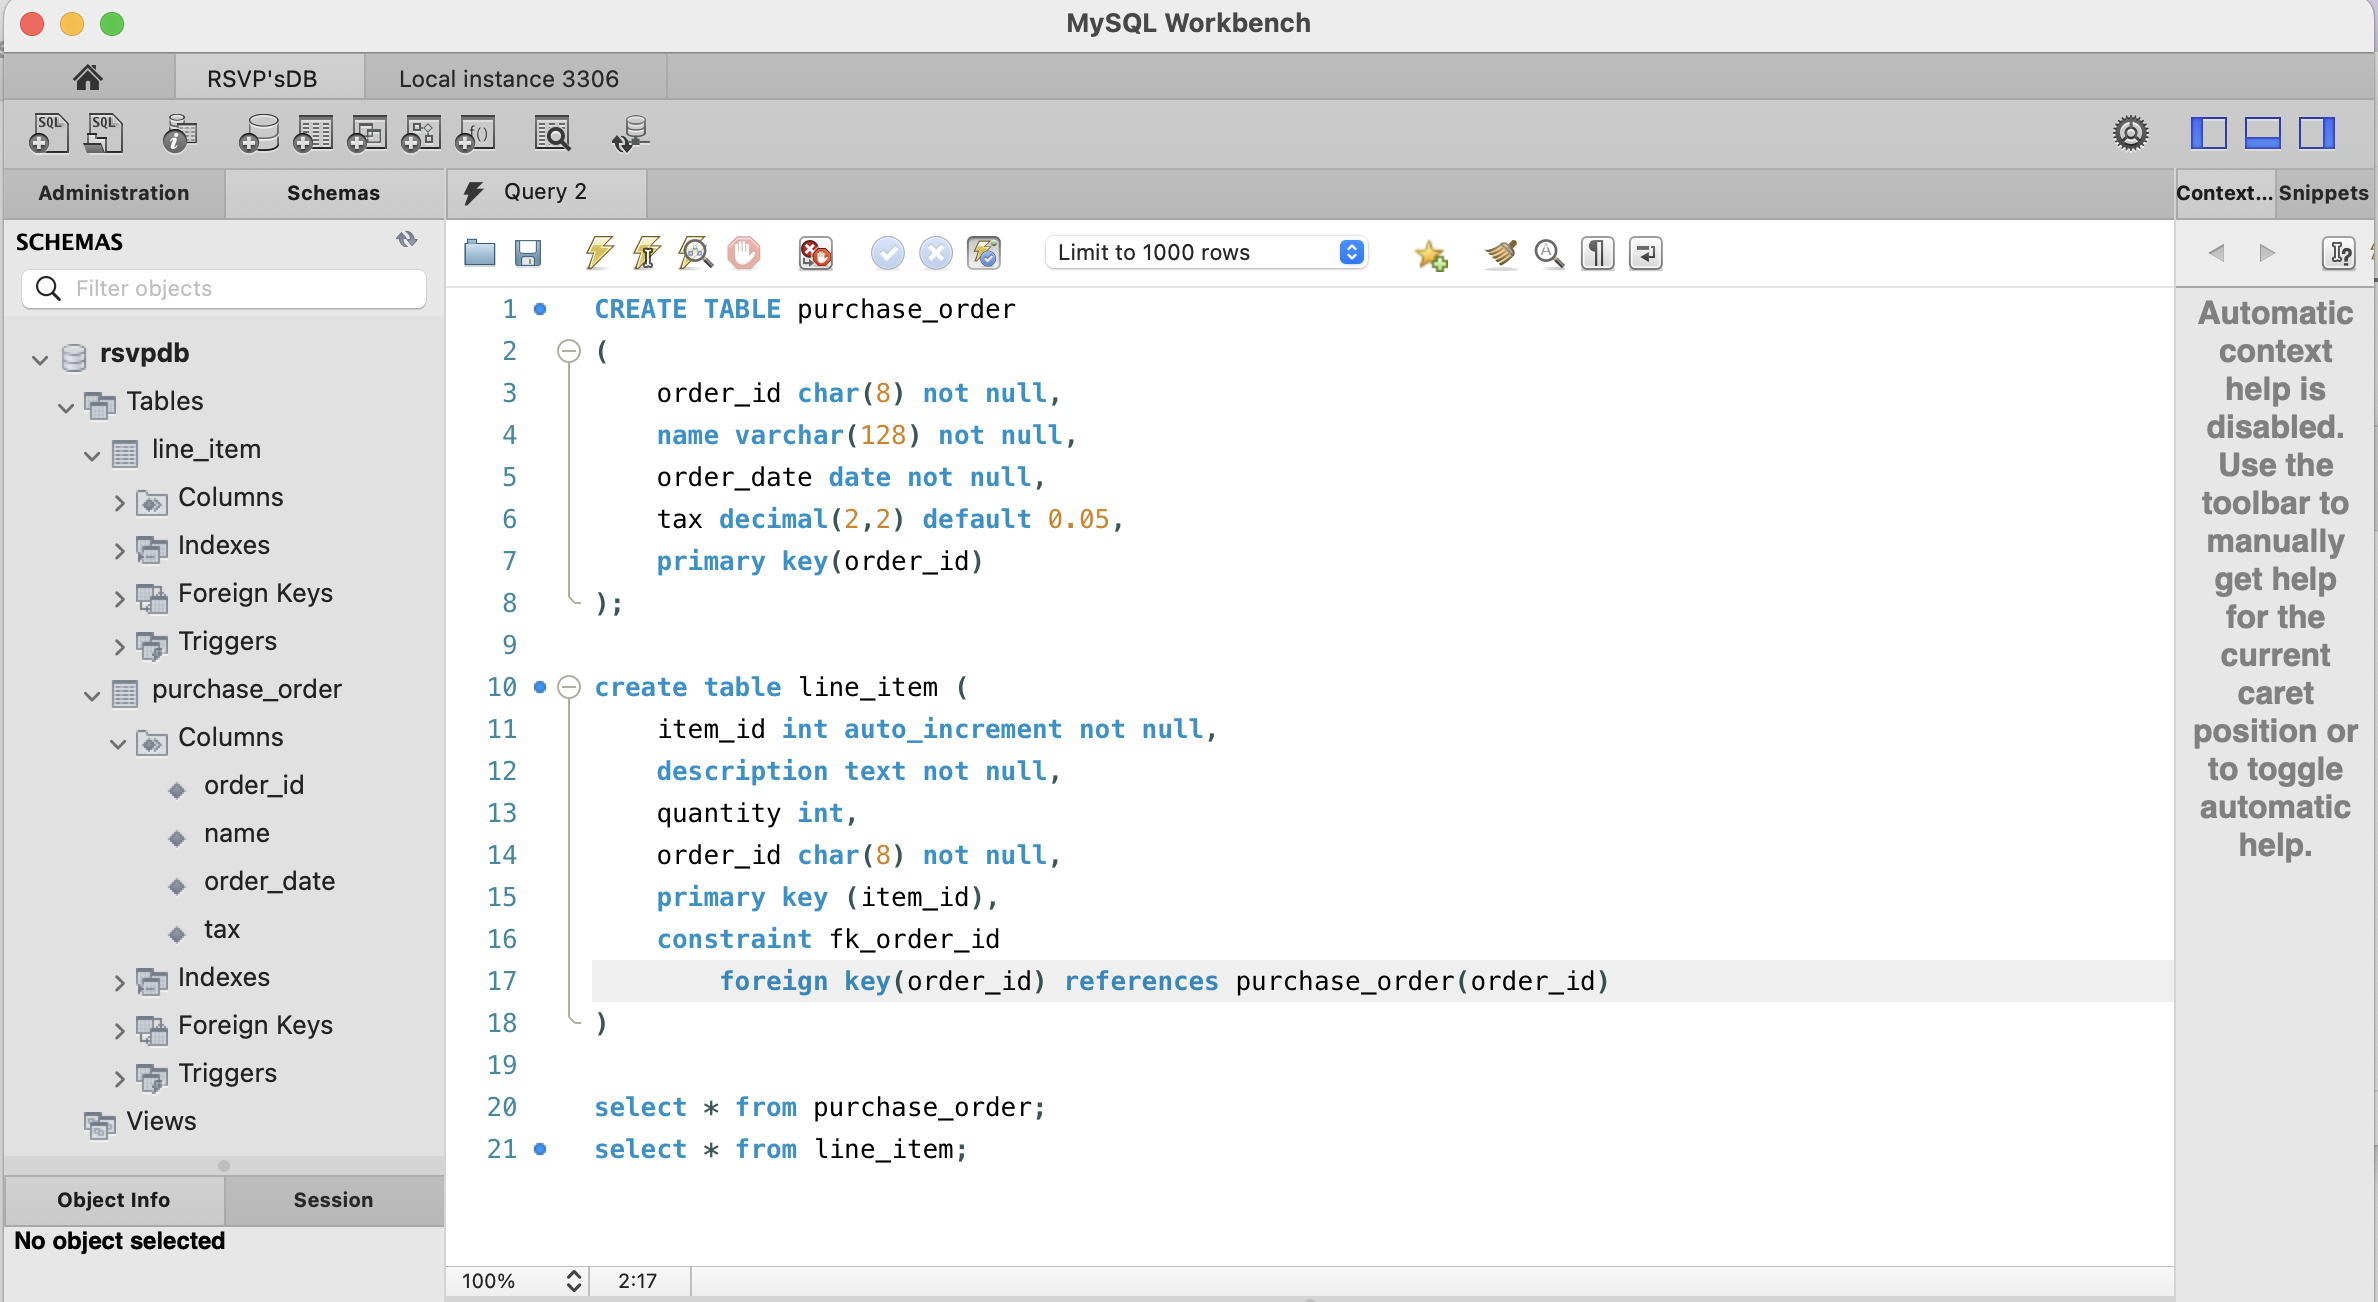 MySQL Workbench
RSVP'sDB
Local instance 3306
Administration
Schemas
Query 2
Context...
Snippets
SCHEMAS
Filter objects
rsvpdb
Tables
line_item
Columns
Indexes
Foreign Keys
Triggers
purchase_order
Columns
order_id
name
order_date
tax
Indexes
Foreign Keys
Triggers
Views
Object Info
Session
No object selected
Limit to 1000 rows
1 CREATE TABLE purchase_order
2 (
3 order_id char(8) not null,
4 name varchar(128) not null,
5 order_date date not null,
6 tax decimal(2,2) default 0.05,
7 primary key(order_id)
8 );
9
10 create table line_item (
11 item_id int auto_increment not null,
12 description text not null,
13 quantity int,
14 order_id char(8) not null,
15 primary key (item_id),
16 constraint fk_order_id
17 foreign key(order_id) references purchase_order(order_id)
18 )
19
20 select * from purchase_order;
21 select * from line_item;
100%
2:17
Automatic
context
help is
disabled.
Use the
toolbar to
manually
get help
for the
current
caret
position or
to toggle
automatic
help.